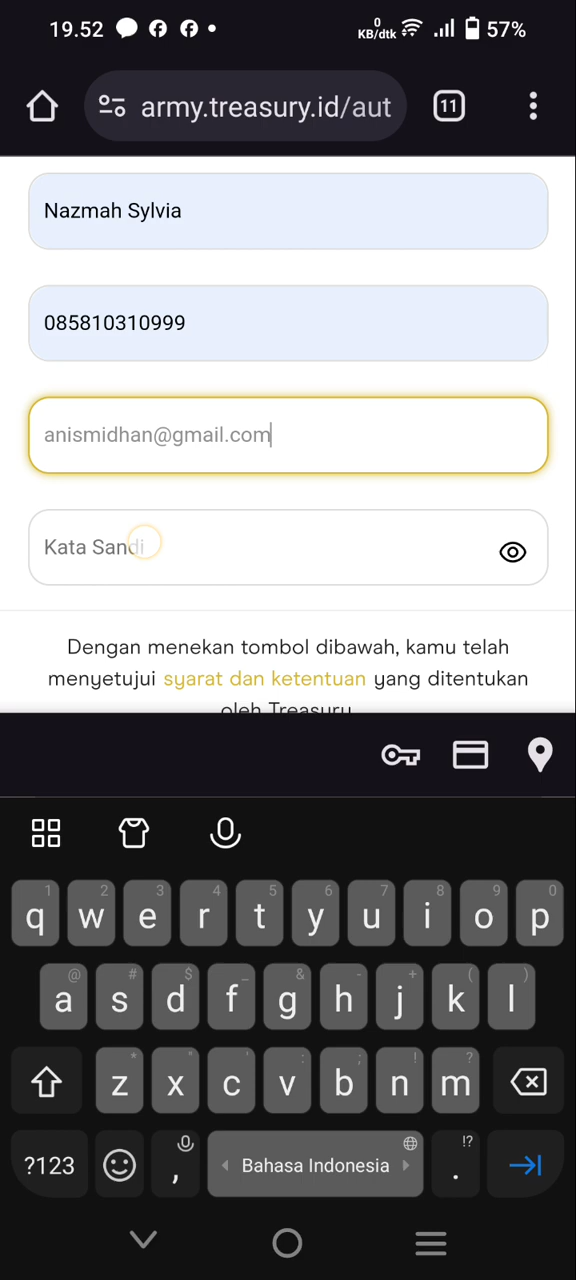 19.52
0
KB/dtk
57%
army.treasury.id/aut
11
Nazmah Sylvia
085810310999
anismidhan@gmail.com
Kata Sandi
Dengan menekan tombol dibawah, kamu telah
menyetujui syarat dan ketentuan yang ditentukan
oleh Treasury
1 2 3 4 5 6 7 8 9 0
q w e r t y u i o p
@ # $ _ & - + ( )
a s d f g h j k l
* " ' : ; ! ?
z x c v b n m
?123 , Bahasa Indonesia . !?